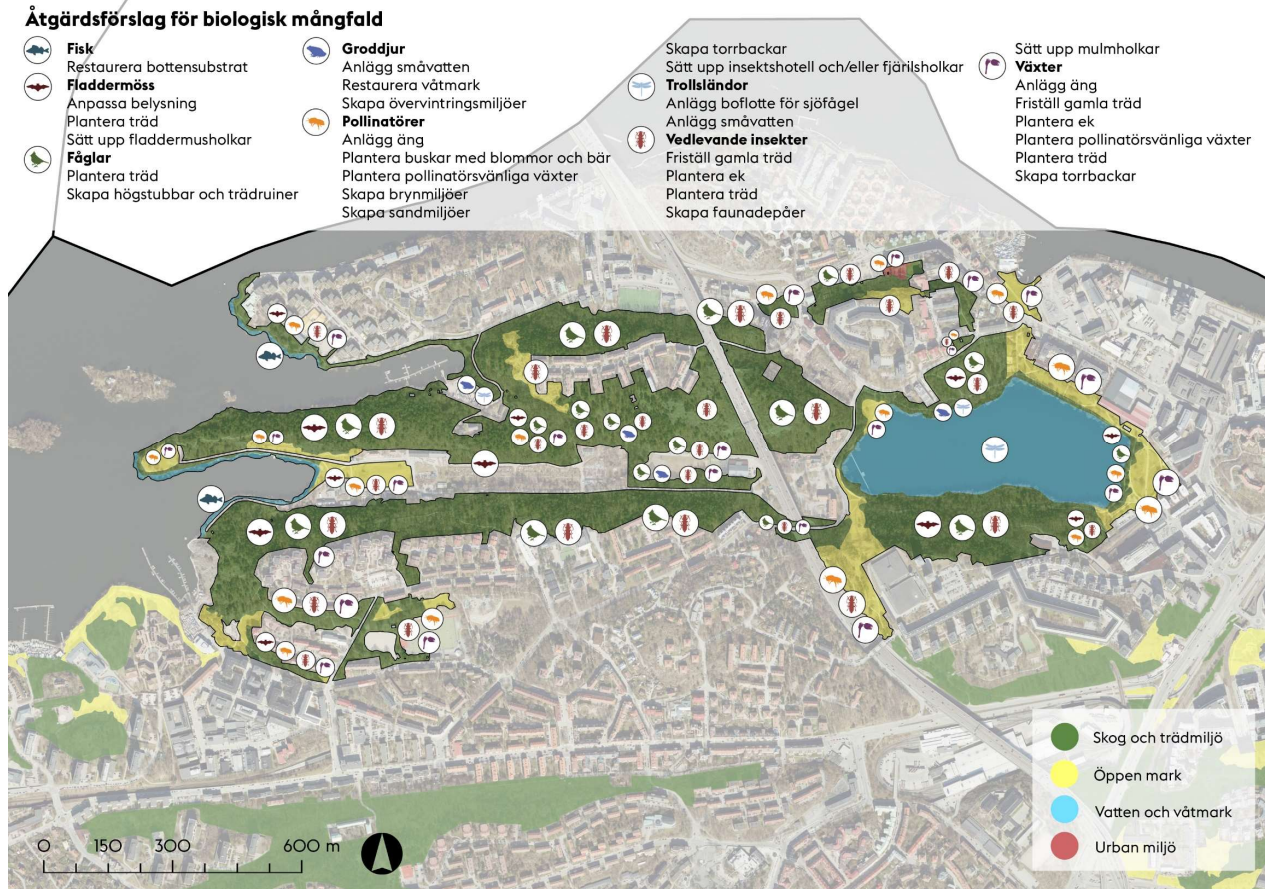 Åtgärdsförslag för biologisk mångfald
Fisk
Restaurera bottensubstrat
Fladdermöss
Anpassa belysning
Plantera träd
Sätt upp fladdermusholkar
Fåglar
Plantera träd
Skapa högstubbar och trädruiner
Groddjur
Anlägg småvatten
Restaurera våtmark
Skapa övervintringsmiljöer
Pollinatörer
Anlägg äng
Plantera buskar med blommor och bär
Plantera pollinatörsvänliga växter
Skapa brynmiljöer
Skapa sandmiljöer
Skapa torrbackar
Sätt upp insektshotell och/eller fjärilsholkar
Trollsländor
Anlägg boflotte för sjöfågel
Anlägg småvatten
Vedlevande insekter
Friställ gamla träd
Plantera ek
Plantera träd
Skapa faunadepåer
Sätt upp mulmholkar
Växter
Anlägg äng
Friställ gamla träd
Plantera ek
Plantera pollinatörsvänliga växter
Plantera träd
Skapa torrbackar
Skog och trädmiljö
Öppen mark
Vatten och våtmark
Urban miljö
0 150 300 600 m